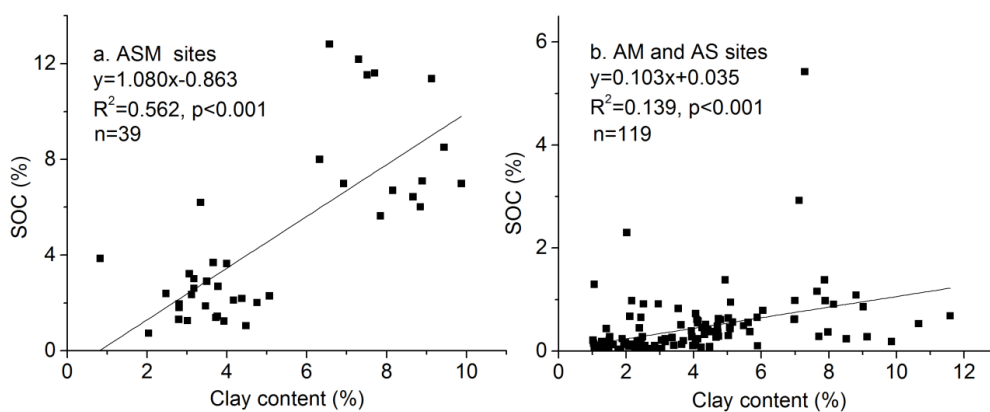 a. ASM sites
y=1.080x-0.863
R²=0.562, p<0.001
n=39
12
8
4
0
SOC (%)
0 2 4 6 8 10
Clay content (%)
b. AM and AS sites
y=0.103x+0.035
R²=0.139, p<0.001
n=119
6
4
2
0
SOC (%)
0 2 4 6 8 10 12
Clay content (%)